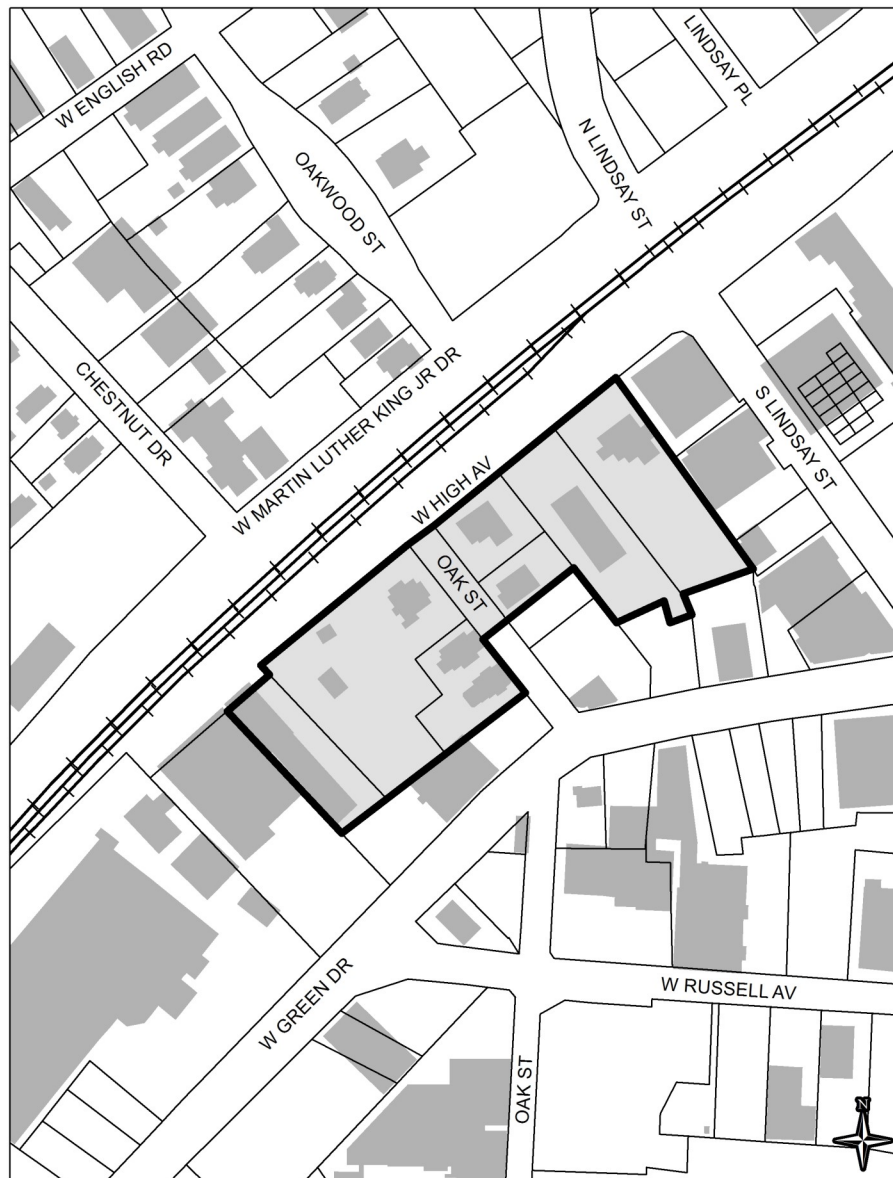 W ENGLISH RD
LINDSAY PL
OAKWOOD ST
N LINDSAY ST
CHESTNUT DR
W MARTIN LUTHER KING JR DR
S LINDSAY ST
W HIGH AV
OAK ST
W GREEN DR
W RUSSELL AV
OAK ST
N